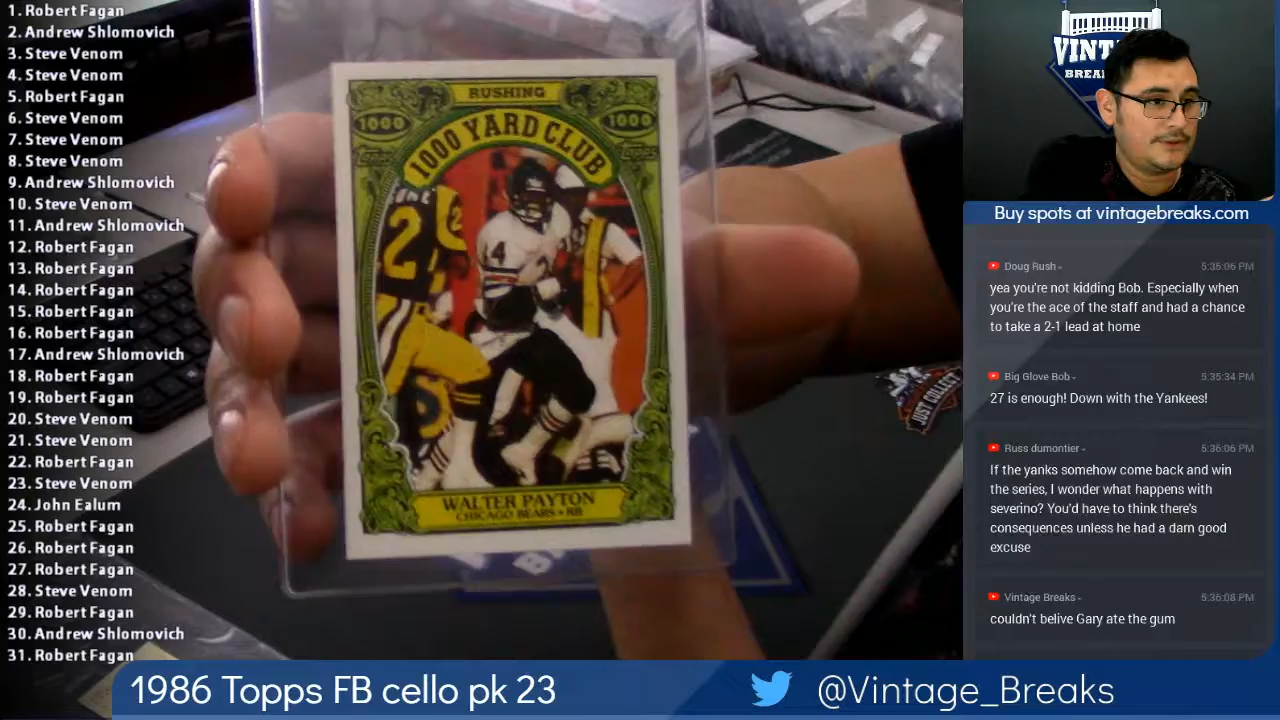 1. Robert Fagan
2. Andrew Shlomovich
3. Steve Venom
4. Steve Venom
5. Robert Fagan
6. Steve Venom
7. Steve Venom
8. Steve Venom
9. Andrew Shlomovich
10. Steve Venom
11. Andrew Shlomovich
12. Robert Fagan
13. Robert Fagan
14. Robert Fagan
15. Robert Fagan
16. Robert Fagan
17. Andrew Shlomovich
18. Robert Fagan
19. Robert Fagan
20. Steve Venom
21. Steve Venom
22. Robert Fagan
23. Steve Venom
24. John Ealum
25. Robert Fagan
26. Robert Fagan
27. Robert Fagan
28. Steve Venom
29. Robert Fagan
30. Andrew Shlomovich
31. Robert Fagan
RUSHING
1000 1000
1000 YARD CLUB
Topps Topps
WALTER PAYTON
CHICAGO BEARS • RB
JUST COLLECT
VINT
BREA
Buy spots at vintagebreaks.com
Doug Rush 5:35:06 PM
yea you're not kidding Bob. Especially when
you're the ace of the staff and had a chance
to take a 2-1 lead at home
Big Glove Bob 5:35:34 PM
27 is enough! Down with the Yankees!
Russ dumontier 5:36:06 PM
If the yanks somehow come back and win
the series, I wonder what happens with
severino? You'd have to think there's
consequences unless he had a darn good
excuse
Vintage Breaks 5:36:08 PM
couldn't belive Gary ate the gum
1986 Topps FB cello pk 23
@Vintage_Breaks